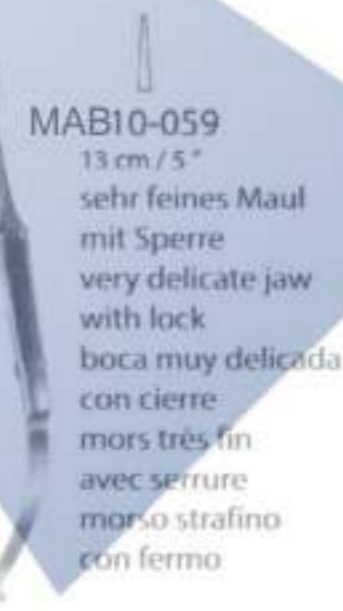 MAB10-059
13 cm / 5 "
sehr feines Maul
mit Sperre
very delicate jaw
with lock
boca muy delicada
con cierre
mors très fin
avec serrure
morso strafino
con fermo